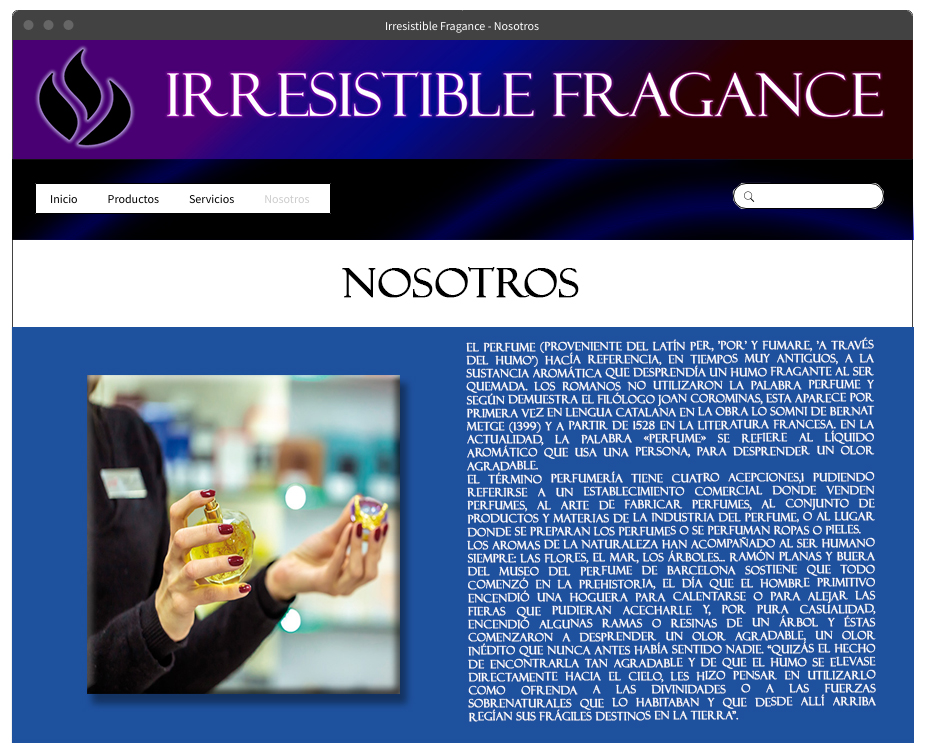 Irresistible Fragance - Nosotros
IRRESISTIBLE FRAGANCE
Inicio Productos Servicios Nosotros
NOSOTROS
EL PERFUME (PROVENIENTE DEL LATÍN PER, 'POR' Y FUMARE, 'A TRAVÉS
DEL HUMO') HACÍA REFERENCIA, EN TIEMPOS MUY ANTIGUOS, A LA
SUSTANCIA AROMÁTICA QUE DESPRENDÍA UN HUMO FRAGANTE AL SER
QUEMADA. LOS ROMANOS NO UTILIZARON LA PALABRA PERFUME Y
SEGÚN DEMUESTRA EL FILÓLOGO JOAN COROMINAS, ESTA APARECE POR
PRIMERA VEZ EN LENGUA CATALANA EN LA OBRA LO SOMNI DE BERNAT
METGE (1399) Y A PARTIR DE 1528 EN LA LITERATURA FRANCESA. EN LA
ACTUALIDAD, LA PALABRA «PERFUME» SE REFIERE AL LÍQUIDO
AROMÁTICO QUE USA UNA PERSONA, PARA DESPRENDER UN OLOR
AGRADABLE.
EL TÉRMINO PERFUMERÍA TIENE CUATRO ACEPCIONES,1 PUDIENDO
REFERIRSE A UN ESTABLECIMIENTO COMERCIAL DONDE VENDEN
PERFUMES, AL ARTE DE FABRICAR PERFUMES, AL CONJUNTO DE
PRODUCTOS Y MATERIAS DE LA INDUSTRIA DEL PERFUME, O AL LUGAR
DONDE SE PREPARAN LOS PERFUMES O SE PERFUMAN ROPAS O PIELES.
LOS AROMAS DE LA NATURALEZA HAN ACOMPAÑADO AL SER HUMANO
SIEMPRE: LAS FLORES, EL MAR, LOS ÁRBOLES... RAMÓN PLANAS Y BUERA
DEL MUSEO DEL PERFUME DE BARCELONA SOSTIENE QUE TODO
COMENZÓ EN LA PREHISTORIA. EL DÍA QUE EL HOMBRE PRIMITIVO
ENCENDIÓ UNA HOGUERA PARA CALENTARSE O PARA ALEJAR LAS
FIERAS QUE PUDIERAN ACECHARLE Y, POR PURA CASUALIDAD,
ENCENDIÓ ALGUNAS RAMAS O RESINAS DE UN ÁRBOL Y ÉSTAS
COMENZARON A DESPRENDER UN OLOR AGRADABLE, UN OLOR
INÉDITO QUE NUNCA ANTES HABÍA SENTIDO NADIE. "QUIZÁS EL HECHO
DE ENCONTRARLA TAN AGRADABLE Y DE QUE EL HUMO SE ELEVASE
DIRECTAMENTE HACIA EL CIELO, LES HIZO PENSAR EN UTILIZARLO
COMO OFRENDA A LAS DIVINIDADES O A LAS FUERZAS
SOBRENATURALES QUE LO HABITABAN Y QUE DESDE ALLÍ ARRIBA
REGÍAN SUS FRÁGILES DESTINOS EN LA TIERRA".